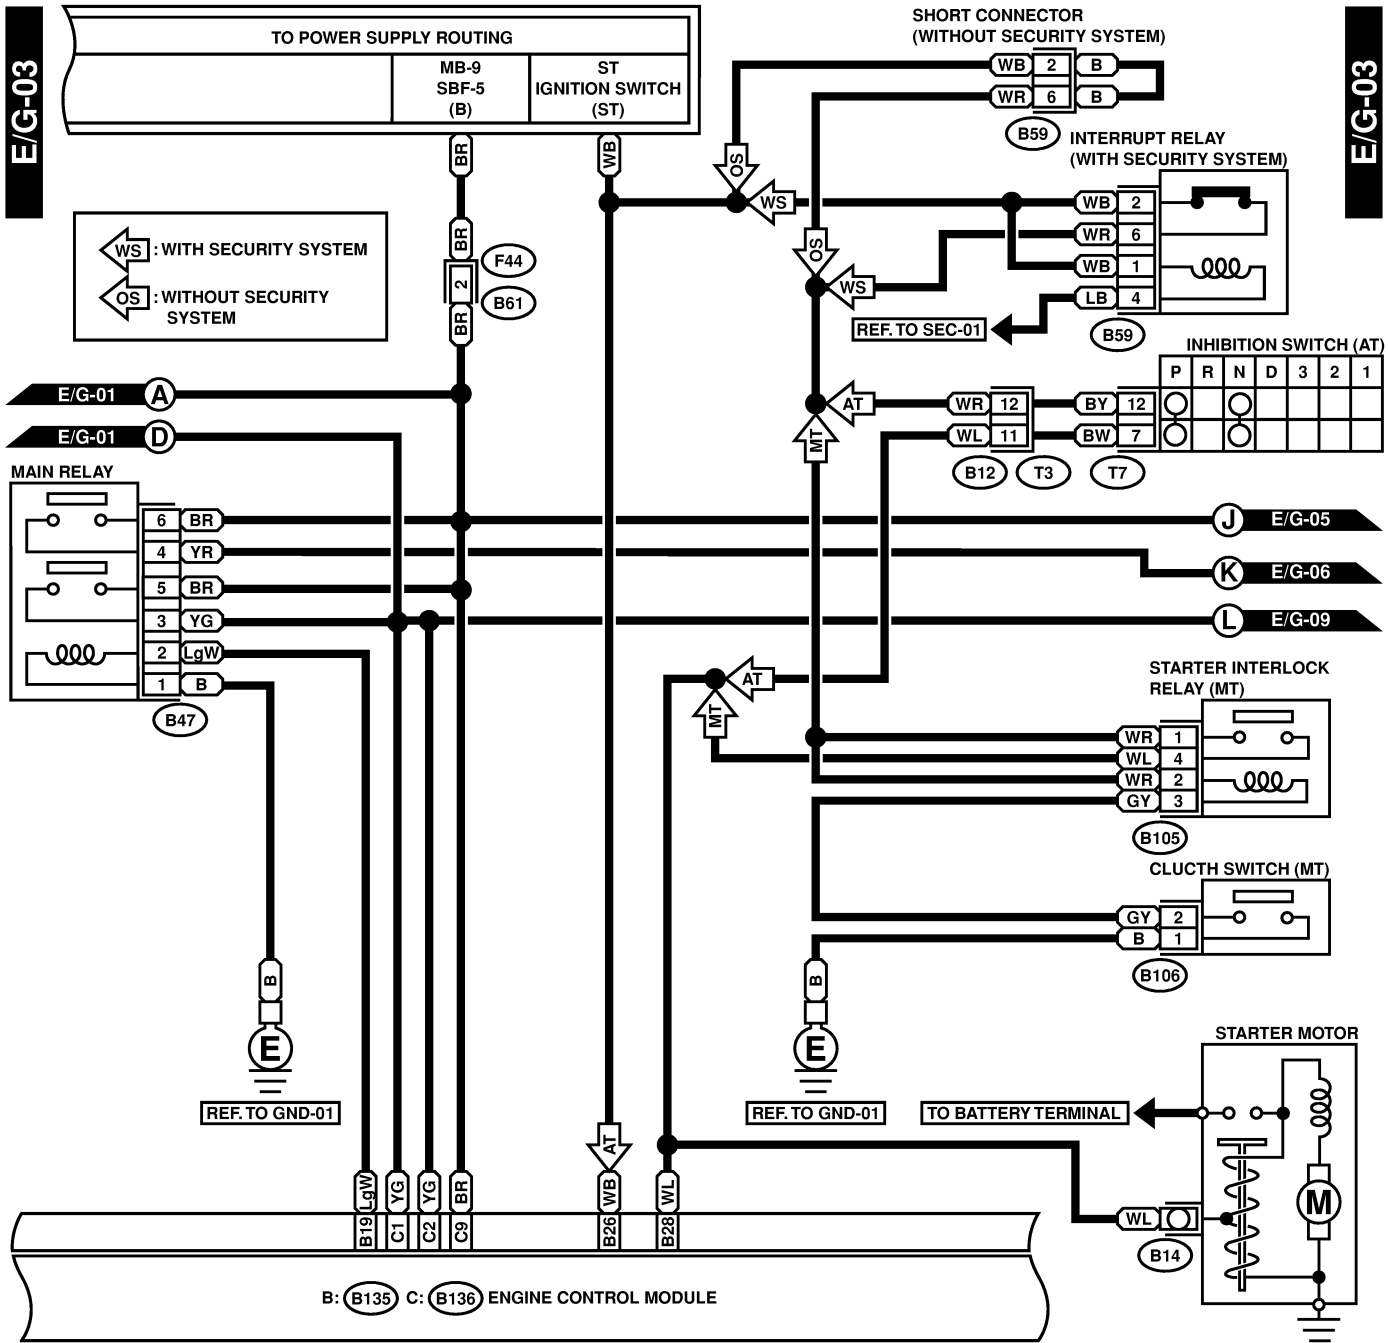 E/G-03
TO POWER SUPPLY ROUTING
MB-9
SBF-5
(B)
ST
IGNITION SWITCH
(ST)
SHORT CONNECTOR
(WITHOUT SECURITY SYSTEM)
WB 2 B
WR 6 B
B59
E/G-03
BR
WB
OS
WS
INTERRUPT RELAY
(WITH SECURITY SYSTEM)
WB 2
WR 6
WB 1
LB 4
B59
WS : WITH SECURITY SYSTEM
OS : WITHOUT SECURITY
SYSTEM
BR
F44
2
B61
BR
OS
WS
REF. TO SEC-01
INHIBITION SWITCH (AT)
P R N D 3 2 1
E/G-01 A
E/G-01 D
AT
WR 12 BY 12
WL 11 BW 7
MT
B12 T3 T7
MAIN RELAY
6 BR
4 YR
5 BR
3 YG
2 LgW
1 B
B47
J E/G-05
K E/G-06
L E/G-09
AT
MT
STARTER INTERLOCK
RELAY (MT)
WR 1
WL 4
WR 2
GY 3
B105
CLUCTH SWITCH (MT)
GY 2
B 1
B106
B
E
REF. TO GND-01
B
E
REF. TO GND-01
STARTER MOTOR
TO BATTERY TERMINAL
M
WL
B14
AT
LgW YG YG BR WB WL
B19 C1 C2 C9 B26 B28
B: B135 C: B136 ENGINE CONTROL MODULE